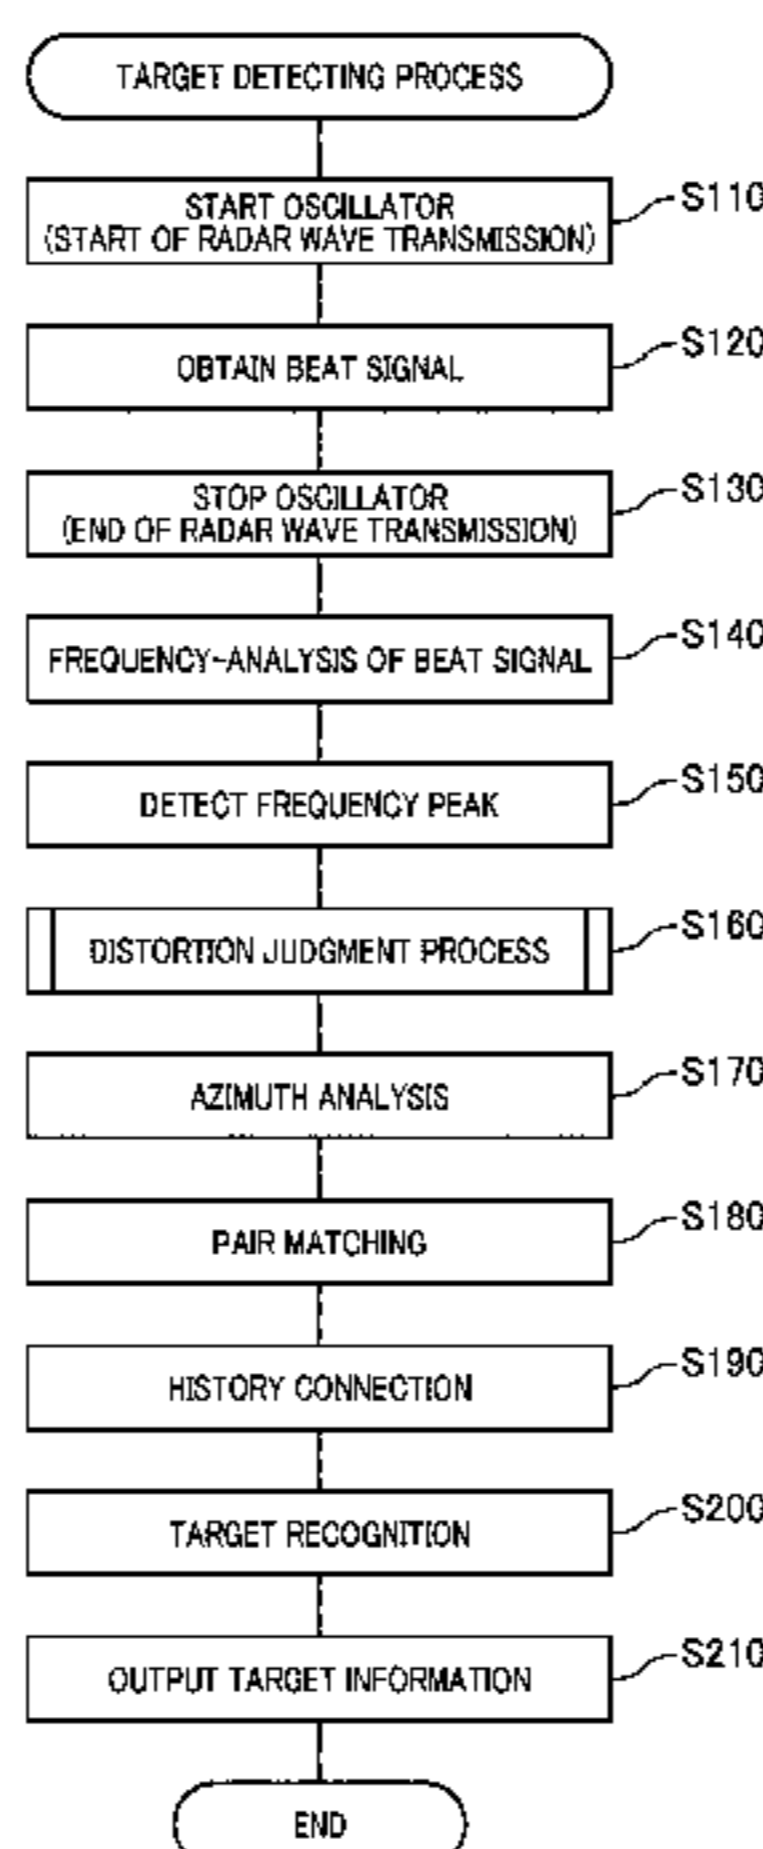 TARGET DETECTING PROCESS
START OSCILLATOR
(START OF RADAR WAVE TRANSMISSION)
S110
OBTAIN BEAT SIGNAL
S120
STOP OSCILLATOR
(END OF RADAR WAVE TRANSMISSION)
S130
FREQUENCY-ANALYSIS OF BEAT SIGNAL
S140
DETECT FREQUENCY PEAK
S150
DISTORTION JUDGMENT PROCESS
S160
AZIMUTH ANALYSIS
S170
PAIR MATCHING
S180
HISTORY CONNECTION
S190
TARGET RECOGNITION
S200
OUTPUT TARGET INFORMATION
S210
END